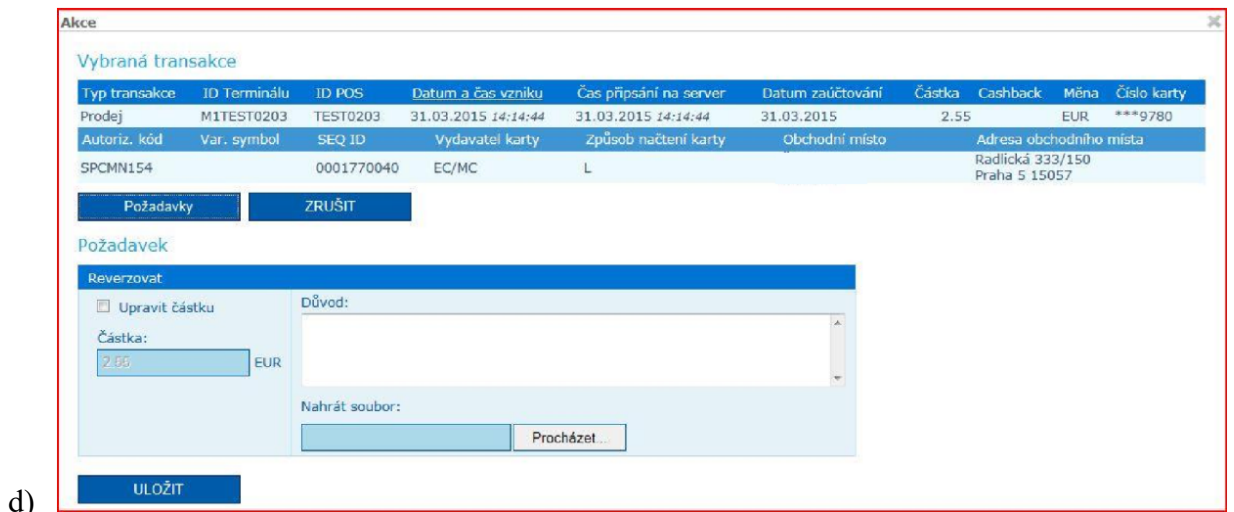 Akce
Vybraná transakce
Typ transakce ID Terminálu ID POS Datum a čas vzniku Čas připsání na server Datum zaúčtování Částka Cashback Měna Číslo karty
Prodej M1TEST0203 TEST0203 31.03.2015 14:14:44 31.03.2015 14:14:44 31.03.2015 2.55 EUR ***9780
Autoriz. kód Var. symbol SEQ ID Vydavatel karty Způsob načtení karty Obchodní místo Adresa obchodního místa
SPCMN154 0001770040 EC/MC L Radlická 333/150
Praha 5 15057
Požadavky ZRUŠIT
Požadavek
Reverzovat
Upravit částku Důvod:
Částka:
2.55 EUR
Nahrát soubor:
Procházet...
ULOŽIT
d)